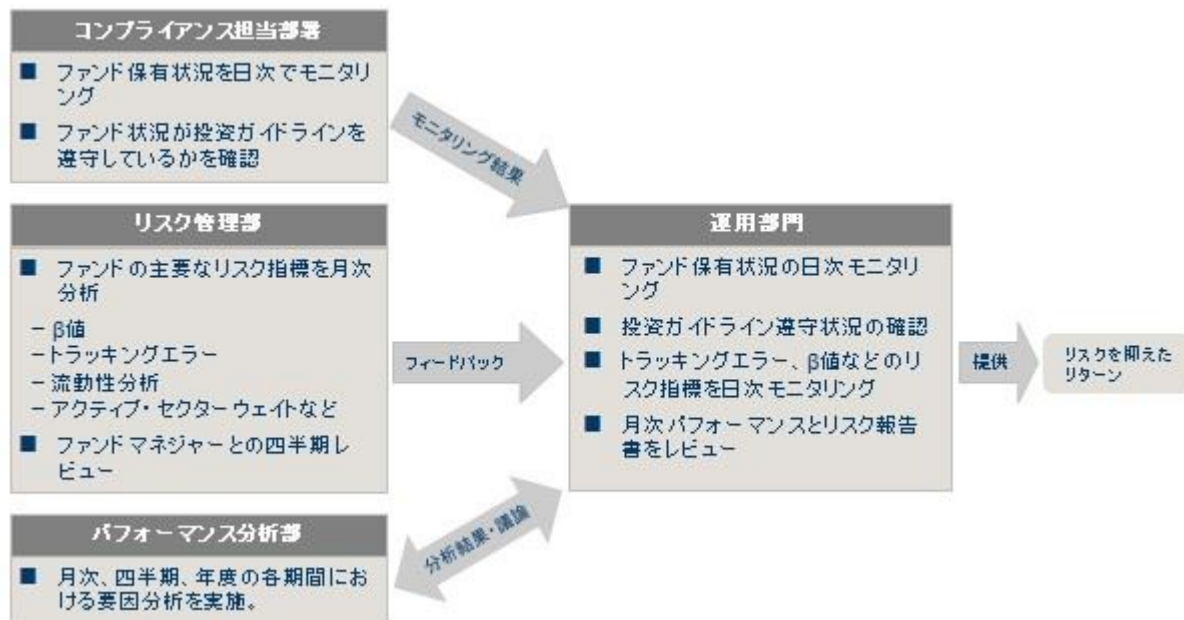 コンプライアンス担当部署
■ ファンド保有状況を日次でモニタリ
ング
■ ファンド状況が投資ガイドラインを
遵守しているかを確認
モニタリング結果
リスク管理部
■ ファンドの主要なリスク指標を月次
分析
－β値
－トラッキングエラー
－流動性分析
－アクティブ・セクターウェイトなど
■ ファンドマネジャーとの四半期レ
ビュー
フィードバック
パフォーマンス分析部
■ 月次、四半期、年度の各期間にお
ける要因分析を実施。
分析結果・議論
運用部門
■ ファンド保有状況の日次モニタリ
ング
■ 投資ガイドライン遵守状況の確認
■ トラッキングエラー、β値などのリ
スク指標を日次モニタリング
■ 月次パフォーマンスとリスク報告
書をレビュー
提供
リスクを抑えた
リターン